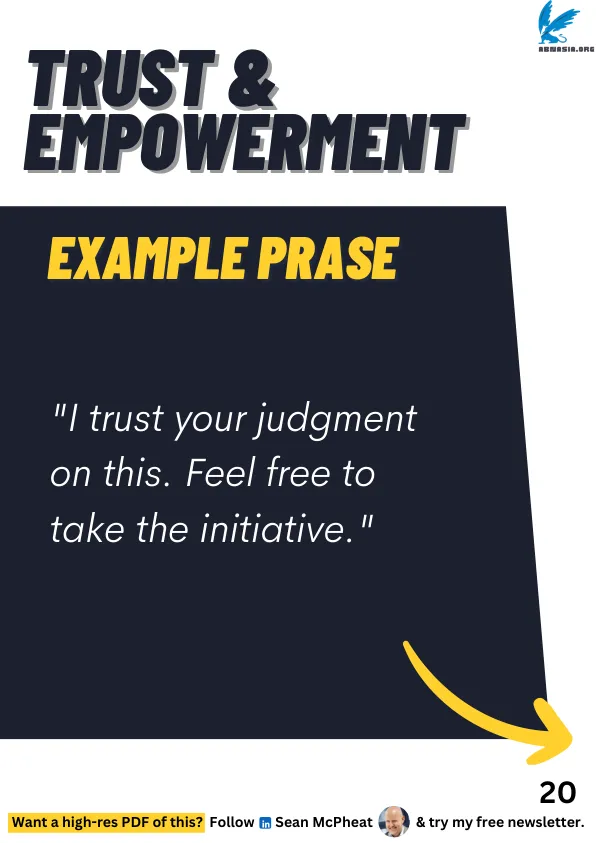 ABNASIA.ORG
TRUST &
EMPOWERMENT
EXAMPLE PRASE
"I trust your judgment
on this. Feel free to
take the initiative."
20
Want a high-res PDF of this? Follow in Sean McPheat & try my free newsletter.